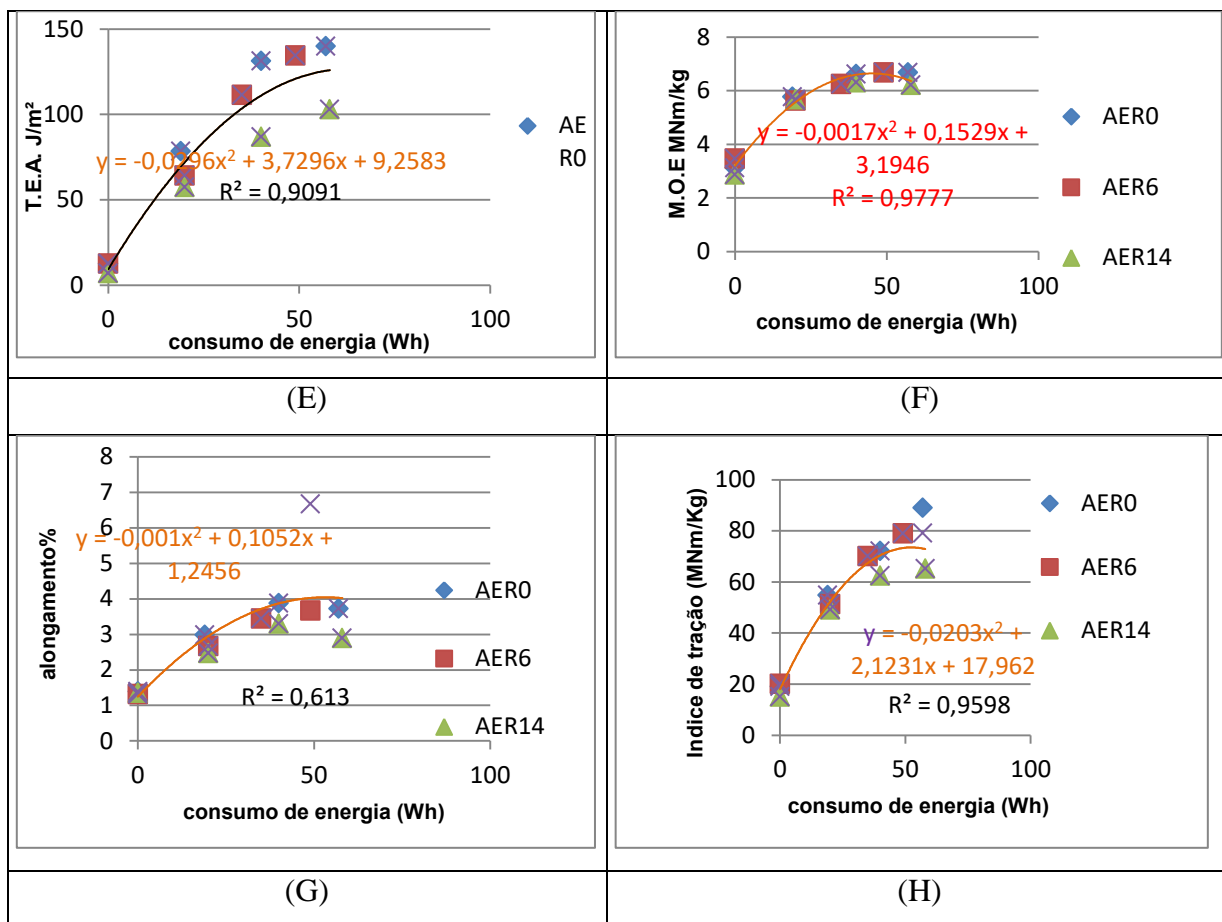 150
100
50
0
0
50
100
T.E.A. J/m²
consumo de energia (Wh)
y = -0,0296x² + 3,7296x + 9,2583
R² = 0,9091
AE
R0
(E)
8
6
4
2
0
0
50
100
M.O.E MNm/kg
consumo de energia (Wh)
y = -0,0017x² + 0,1529x +
3,1946
R² = 0,9777
AER0
AER6
AER14
(F)
8
7
6
5
4
3
2
1
0
0
50
100
alongamento%
consumo de energia (Wh)
y = -0,001x² + 0,1052x +
1,2456
R² = 0,613
AER0
AER6
AER14
(G)
100
80
60
40
20
0
0
50
100
Indice de tração (MNm/Kg)
consumo de energia (Wh)
y = -0,0203x² +
2,1231x + 17,962
R² = 0,9598
AER0
AER6
AER14
(H)